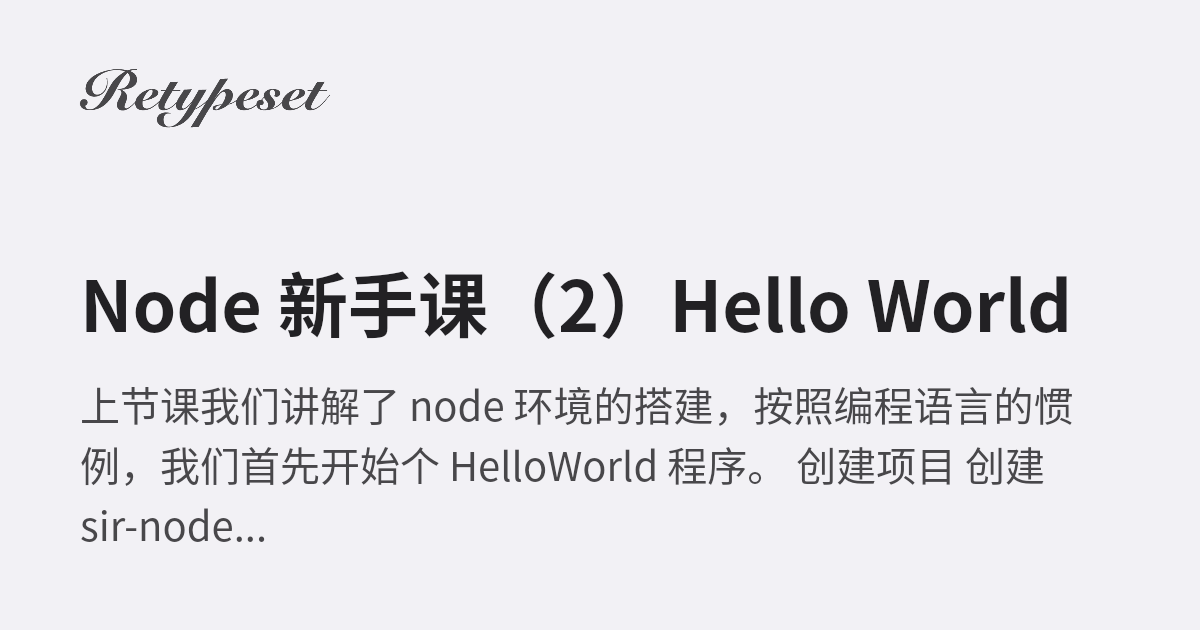 Retypeset
Node 新手课（2）Hello World
上节课我们讲解了 node 环境的搭建，按照编程语言的惯
例，我们首先开始个 HelloWorld 程序。 创建项目 创建
sir-node...